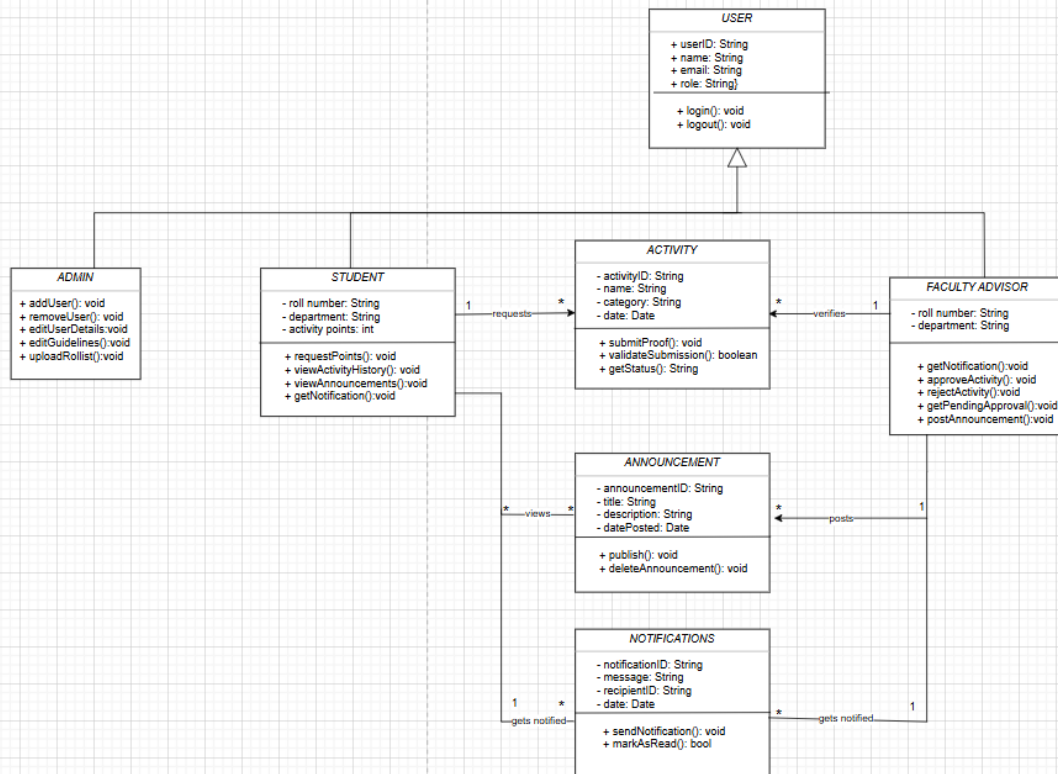 USER
+ userID: String
+ name: String
+ email: String
+ role: String}
+ login(): void
+ logout(): void
ADMIN
+ addUser(): void
+ removeUser(): void
+ editUserDetails:void
+ editGuidelines():void
+ uploadRollist():void
STUDENT
- roll number: String
- department: String
- activity points: int
+ requestPoints(): void
+ viewActivityHistory(): void
+ viewAnnouncements():void
+ getNotification():void
1
requests
*
ACTIVITY
- activityID: String
- name: String
- category: String
- date: Date
+ submitProof(): void
+ validateSubmission(): boolean
+ getStatus(): String
*
verifies
1
FACULTY ADVISOR
- roll number: String
- department: String
+ getNotification():void
+ approveActivity(): void
+ rejectActivity():void
+ getPendingApproval():void
+ postAnnouncement():void
*
views
*
ANNOUNCEMENT
- announcementID: String
- title: String
- description: String
- datePosted: Date
+ publish(): void
+ deleteAnnouncement(): void
*
posts
1
1
gets notified
*
NOTIFICATIONS
- notificationID: String
- message: String
- recipientID: String
- date: Date
+ sendNotification(): void
+ markAsRead(): bool
*
gets notified
1